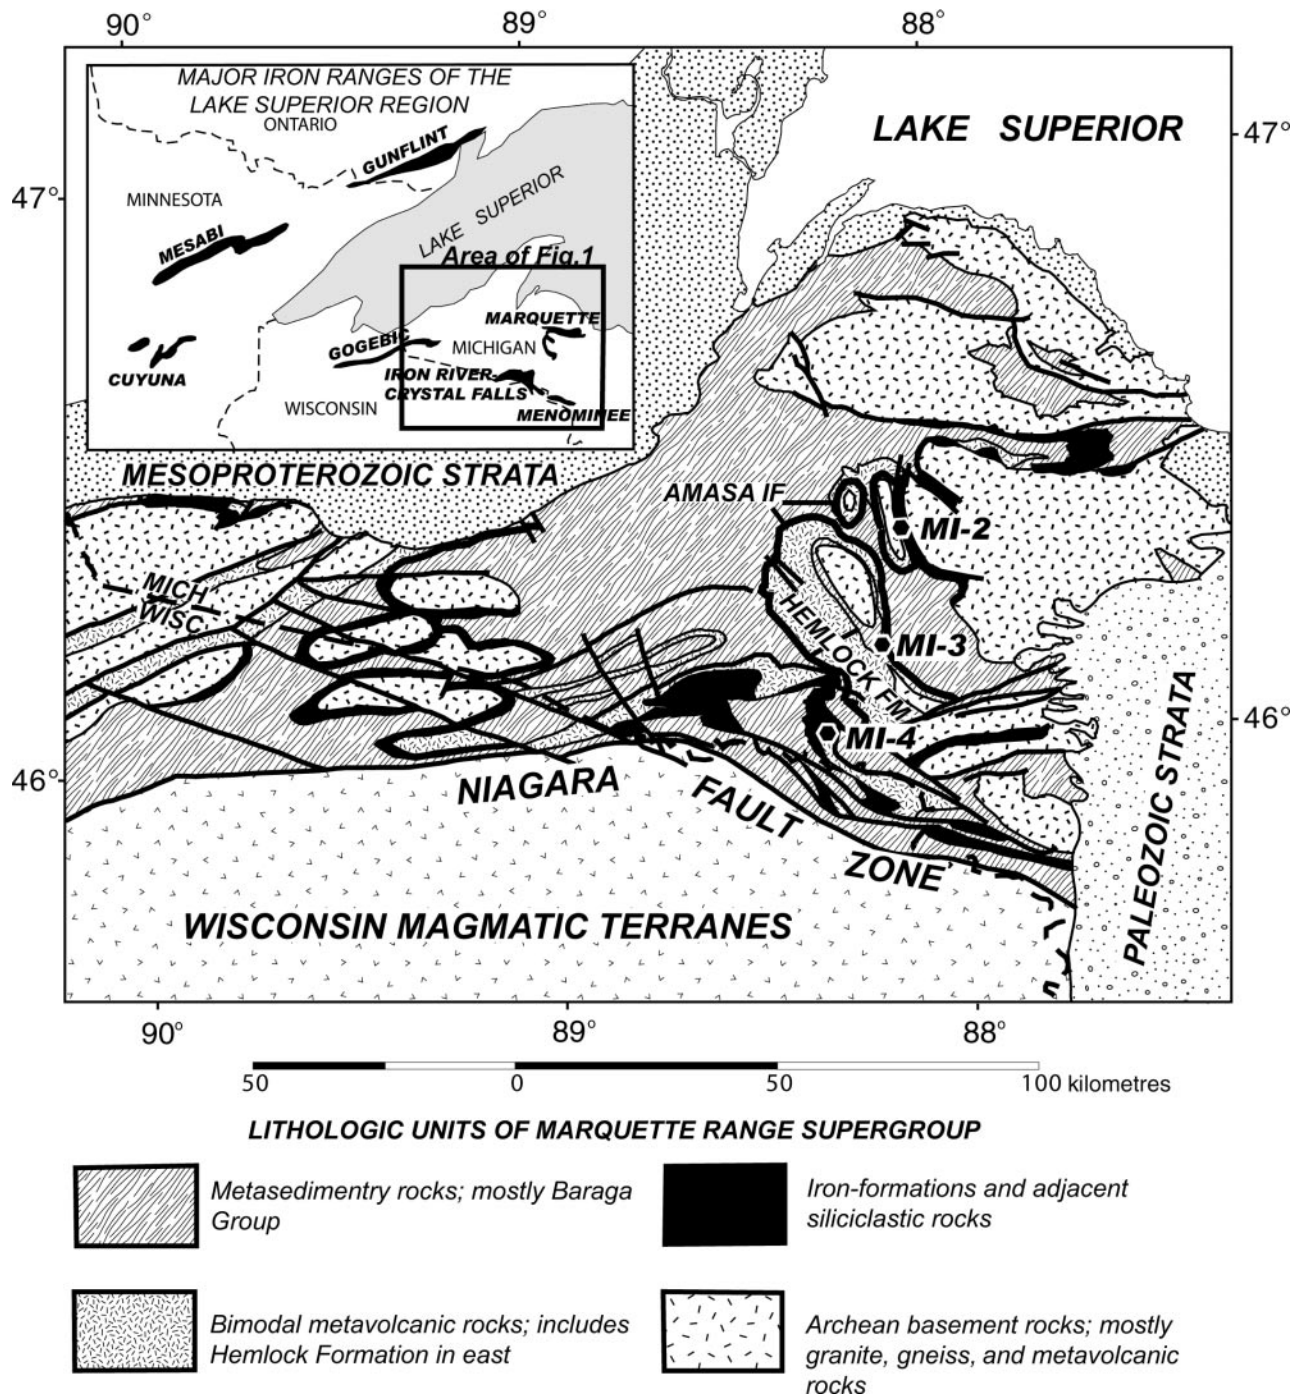 90° 89° 88°
MAJOR IRON RANGES OF THE
LAKE SUPERIOR REGION
ONTARIO
GUNFLINT
MINNESOTA
MESABI
LAKE SUPERIOR
Area of Fig.1
CUYUNA
GOGEBIC
MARQUETTE
MICHIGAN
IRON RIVER-
CRYSTAL FALLS
WISCONSIN
MENOMINEE
LAKE SUPERIOR
47°
47°
MESOPROTEROZOIC STRATA
AMASA IF
MI-2
MICH
WISC
HEMLOCK FM.
MI-3
MI-4
46°
46°
NIAGARA
FAULT
ZONE
PALEOZOIC STRATA
WISCONSIN MAGMATIC TERRANES
90° 89° 88°
50 0 50 100 kilometres
LITHOLOGIC UNITS OF MARQUETTE RANGE SUPERGROUP
Metasedimentry rocks; mostly Baraga
Group
Iron-formations and adjacent
siliciclastic rocks
Bimodal metavolcanic rocks; includes
Hemlock Formation in east
Archean basement rocks; mostly
granite, gneiss, and metavolcanic
rocks